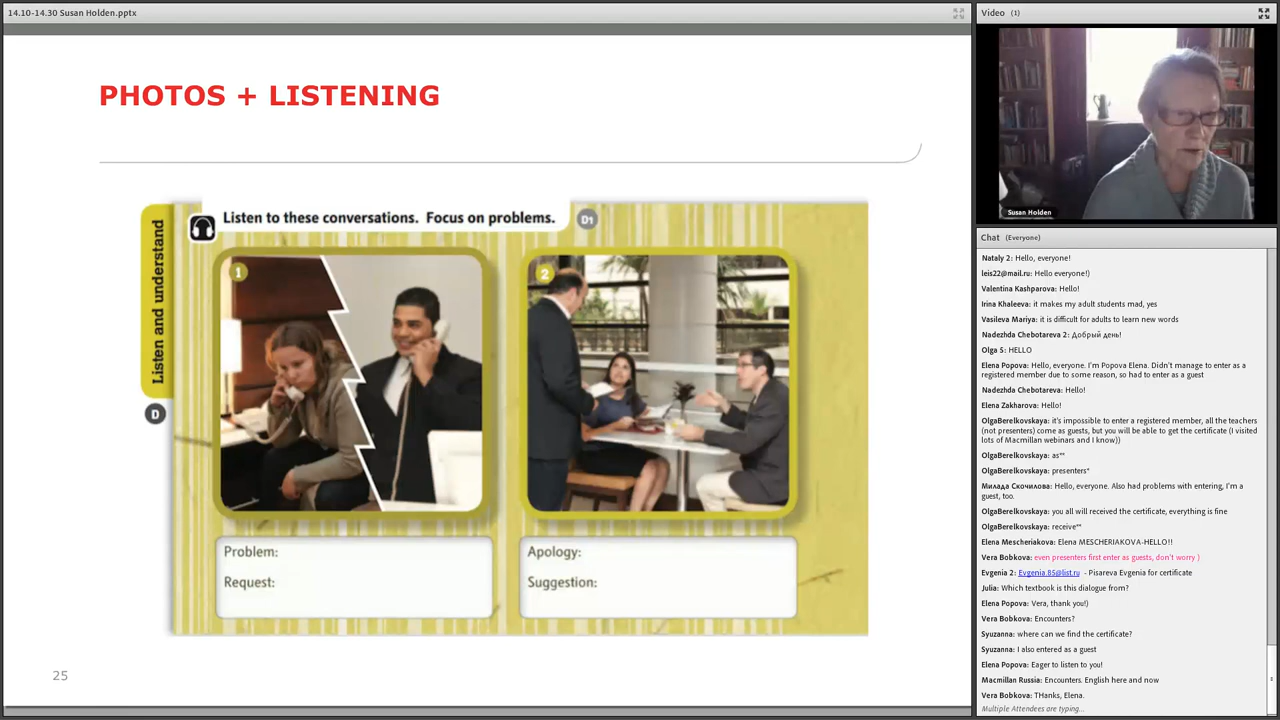 14.10-14.30 Susan Holden.pptx
PHOTOS + LISTENING
Listen to these conversations. Focus on problems.
D1
Listen and understand
D
1
2
Problem:
Request:
Apology:
Suggestion:
25
Video (1)
Susan Holden
Chat (Everyone)
Nataly 2: Hello, everyone!
leis22@mail.ru: Hello everyone!)
Valentina Kashparova: Hello!
Irina Khaleeva: it makes my adult students mad, yes
Vasileva Mariya: it is difficult for adults to learn new words
Nadezhda Chebotareva 2: Добрый день!
Olga S: HELLO
Elena Popova: Hello, everyone. I'm Popova Elena. Didn't manage to enter as a
registered member due to some reason, so had to enter as a guest
Nadezhda Chebotareva: Hello!
Elena Zakharova: Hello!
OlgaBerelkovskaya: it's impossible to enter a registered member, all the teachers
(not presenters) come as guests, but you will be able to get the certificate (I visited
lots of Macmillan webinars and I know))
OlgaBerelkovskaya: as**
OlgaBerelkovskaya: presenters*
Милада Скочилова: Hello, everyone. Also had problems with entering, I'm a
guest, too.
OlgaBerelkovskaya: you all will received the certificate, everything is fine
OlgaBerelkovskaya: receive**
Elena Mescheriakova: Elena MESCHERIAKOVA-HELLO!!
Vera Bobkova: even presenters first enter as guests, don't worry )
Evgenia 2: Evgenia.85@list.ru - Pisareva Evgenia for certificate
Julia: Which textbook is this dialogue from?
Elena Popova: Vera, thank you!)
Vera Bobkova: Encounters?
Syuzanna: where can we find the certificate?
Syuzanna: I also entered as a guest
Elena Popova: Eager to listen to you!
Macmillan Russia: Encounters. English here and now
Vera Bobkova: THanks, Elena.
Multiple Attendees are typing...